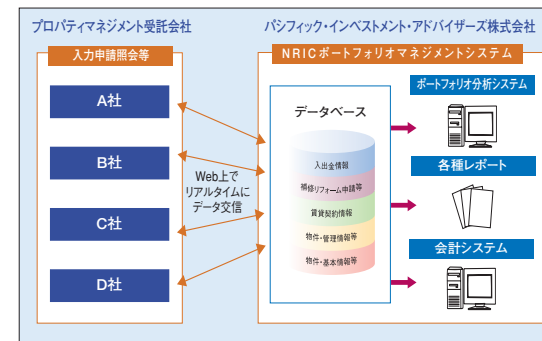 プロパティマネジメント受託会社
パシフィック・インベストメント・アドバイザーズ株式会社
入力申請照会等
NRICポートフォリオマネジメントシステム
A社
B社
C社
D社
Web上で
リアルタイムに
データ交信
データベース
入出金情報
補修リフォーム申請等
賃貸契約情報
物件・管理情報等
物件・基本情報等
ポートフォリオ分析システム
各種レポート
会計システム